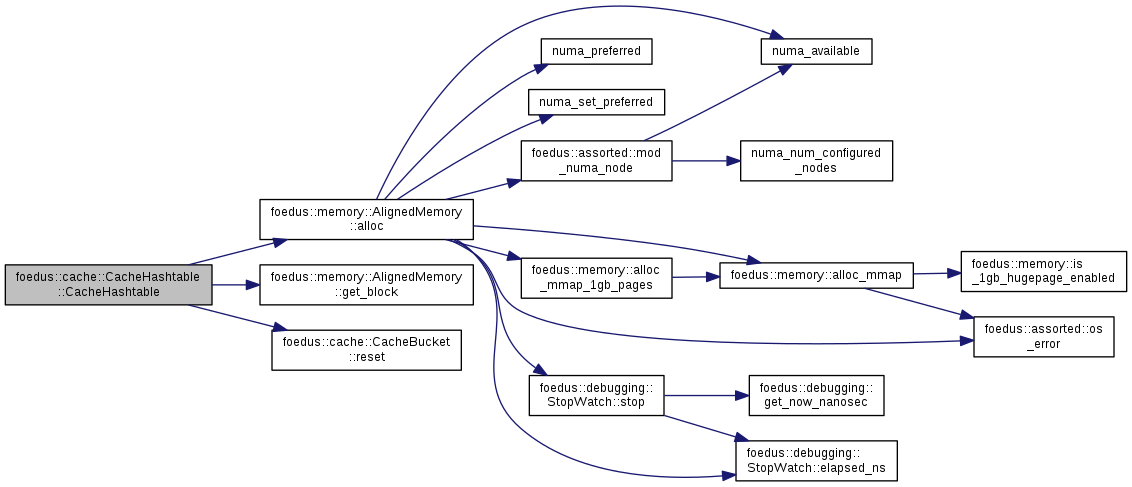 foedus::cache::CacheHashtable
::CacheHashtable
foedus::memory::AlignedMemory
::alloc
foedus::memory::AlignedMemory
::get_block
foedus::cache::CacheBucket
::reset
numa_preferred
numa_set_preferred
foedus::assorted::mod
_numa_node
foedus::memory::alloc
_mmap_1gb_pages
foedus::debugging::
StopWatch::stop
numa_available
numa_num_configured
_nodes
foedus::memory::alloc_mmap
foedus::debugging::
get_now_nanosec
foedus::debugging::
StopWatch::elapsed_ns
foedus::memory::is
_1gb_hugepage_enabled
foedus::assorted::os
_error